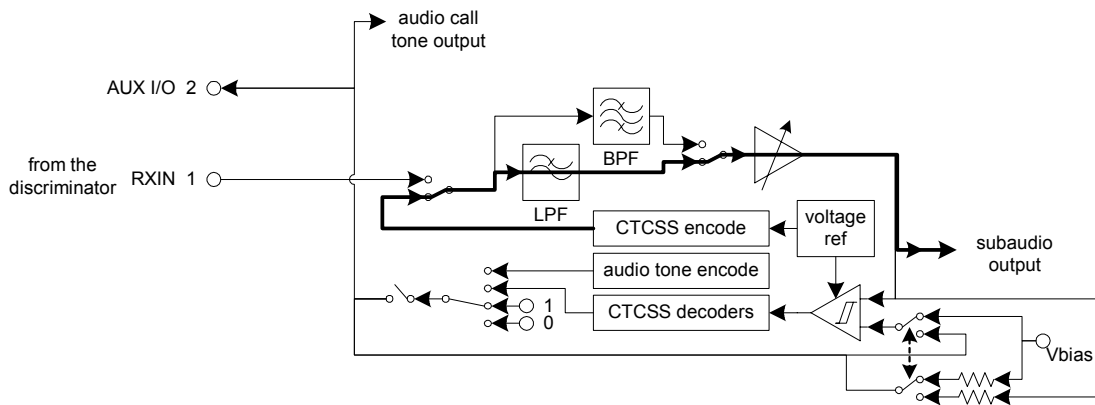 audio call
tone output
AUX I/O 2
BPF
from the
discriminator
RXIN 1
LPF
CTCSS encode
voltage
ref
subaudio
output
audio tone encode
CTCSS decoders
1
0
Vbias